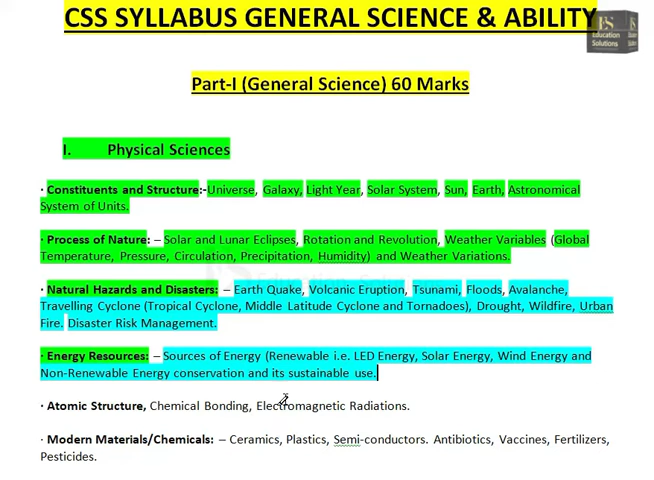 CSS SYLLABUS GENERAL SCIENCE & ABILITY
ES
Education
Solutions
Part-I (General Science) 60 Marks
I. Physical Sciences
· Constituents and Structure:-Universe, Galaxy, Light Year, Solar System, Sun, Earth, Astronomical
System of Units.
· Process of Nature: – Solar and Lunar Eclipses, Rotation and Revolution, Weather Variables (Global
Temperature, Pressure, Circulation, Precipitation, Humidity) and Weather Variations.
· Natural Hazards and Disasters: – Earth Quake, Volcanic Eruption, Tsunami, Floods, Avalanche,
Travelling Cyclone (Tropical Cyclone, Middle Latitude Cyclone and Tornadoes), Drought, Wildfire, Urban
Fire. Disaster Risk Management.
· Energy Resources: – Sources of Energy (Renewable i.e. LED Energy, Solar Energy, Wind Energy and
Non-Renewable Energy conservation and its sustainable use.
· Atomic Structure, Chemical Bonding, Electromagnetic Radiations.
· Modern Materials/Chemicals: – Ceramics, Plastics, Semi-conductors. Antibiotics, Vaccines, Fertilizers,
Pesticides.